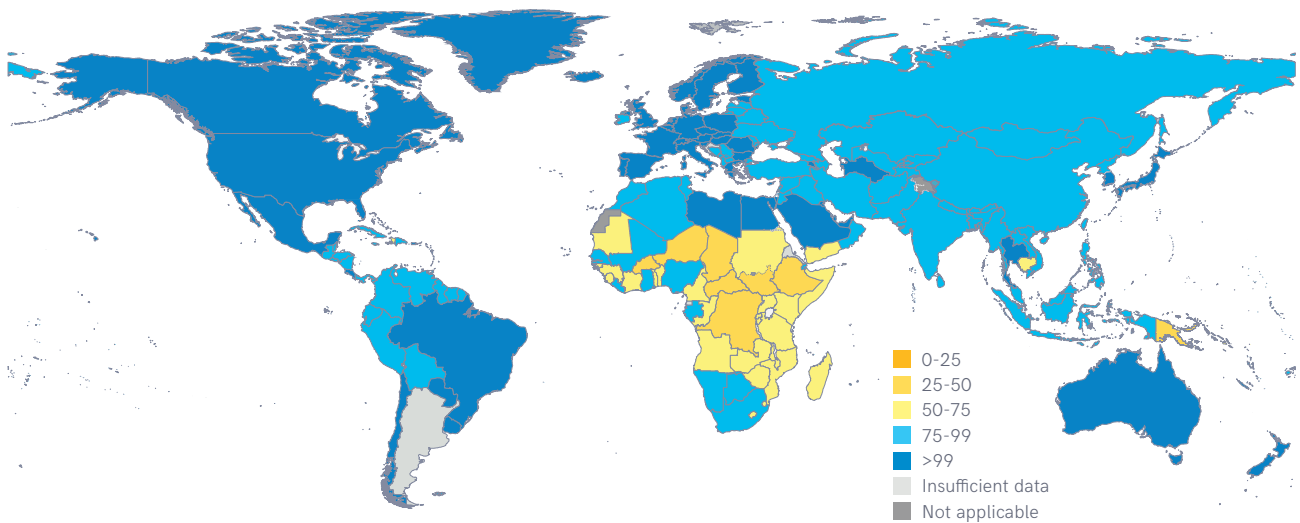 0-25
25-50
50-75
75-99
>99
Insufficient data
Not applicable